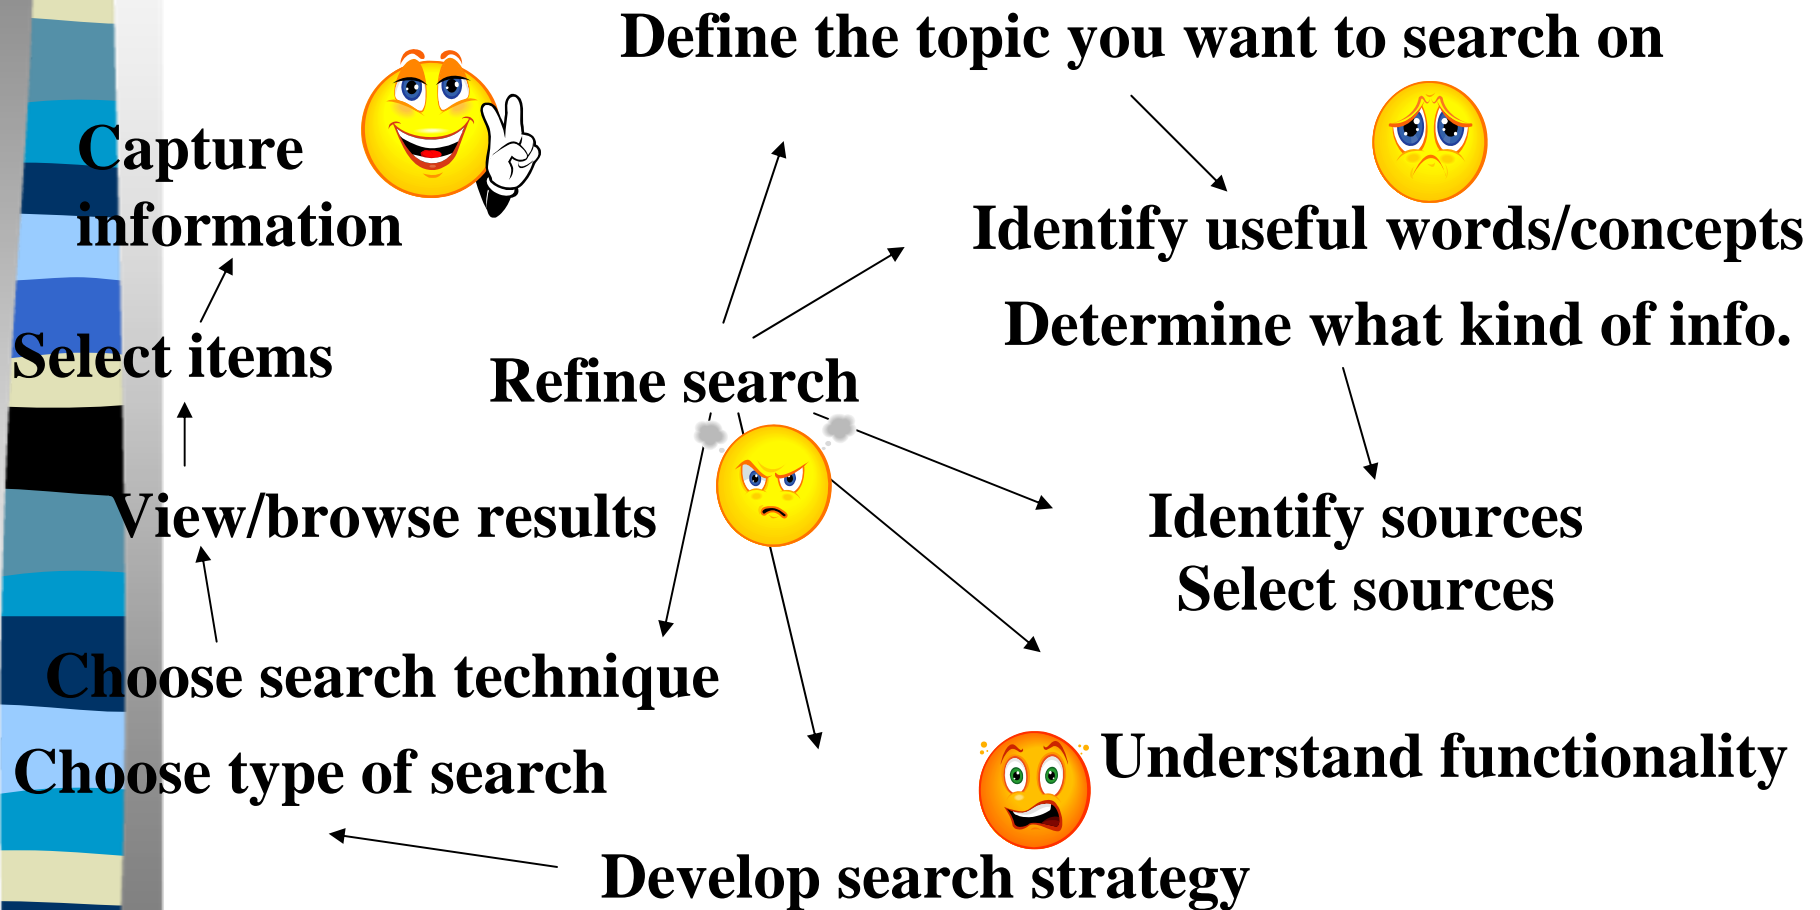 Define the topic you want to search on
Capture
information
Identify useful words/concepts
Determine what kind of info.
Select items
Refine search
View/browse results
Identify sources
Select sources
Choose search technique
Understand functionality
Choose type of search
Develop search strategy